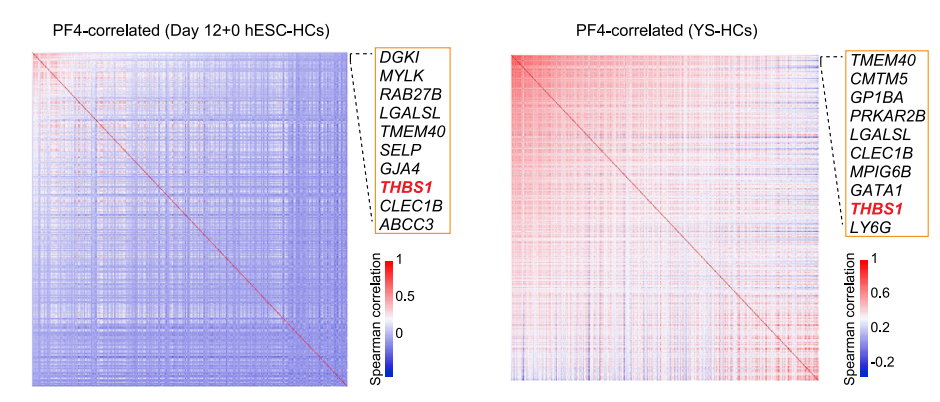 PF4-correlated (Day 12+0 hESC-HCs)
DGKI
MYLK
RAB27B
LGALSL
TMEM40
SELP
GJA4
THBS1
CLEC1B
ABCC3
Spearman correlation
1
0.5
0
PF4-correlated (YS-HCs)
TMEM40
CMTM5
GP1BA
PRKAR2B
LGALSL
CLEC1B
MPIG6B
GATA1
THBS1
LY6G
Spearman correlation
1
0.6
0.2
-0.2